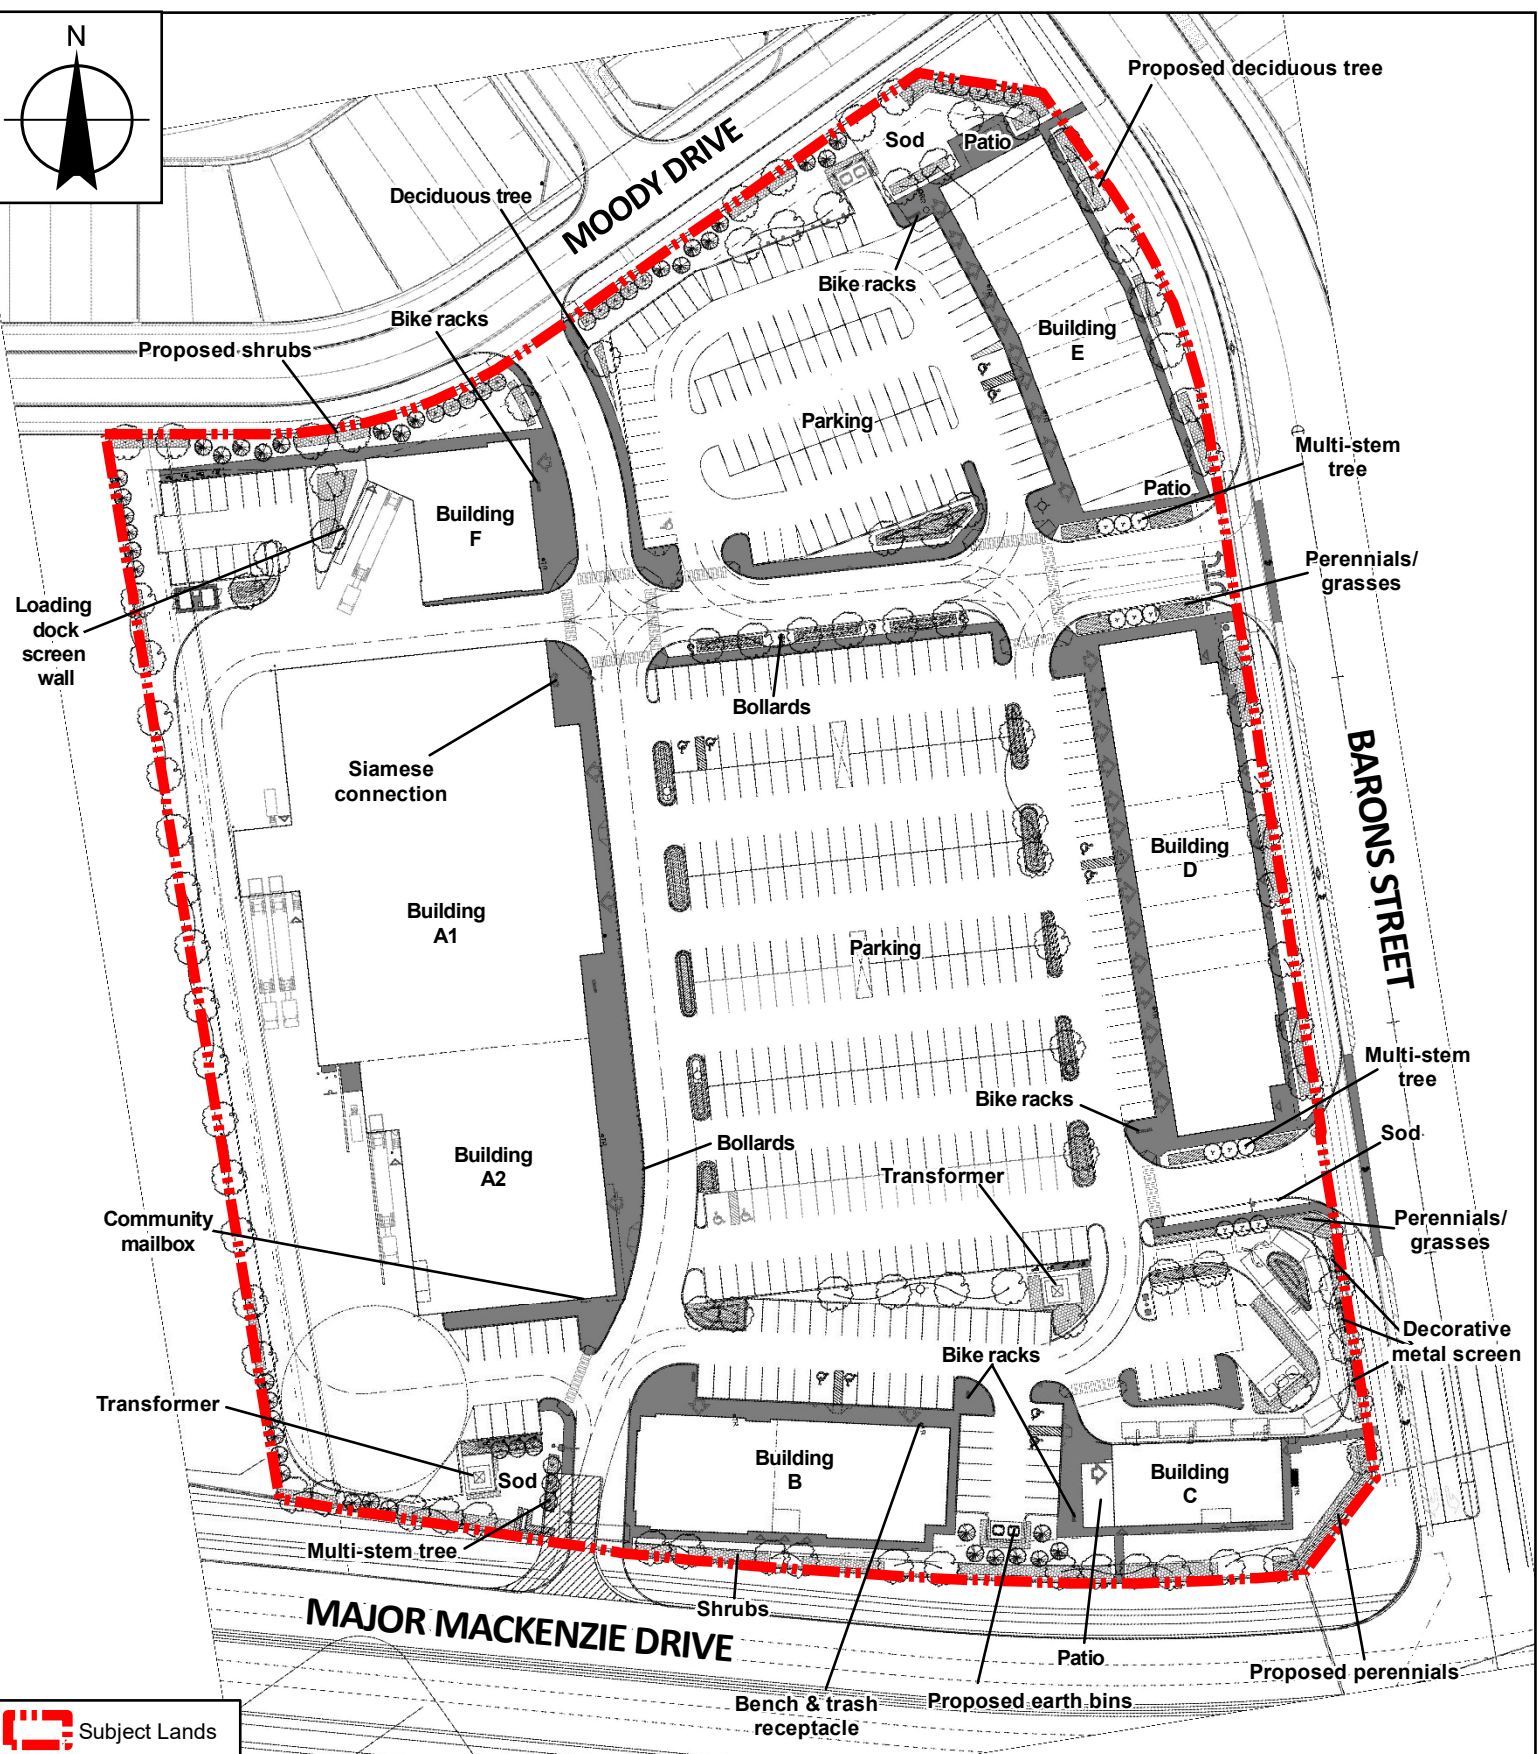 N
Proposed deciduous tree
Sod
Patio
MOODY DRIVE
Deciduous tree
Bike racks
Bike racks
Proposed shrubs
Building
E
Parking
Multi-stem
tree
Patio
Building
F
Perennials/
grasses
Loading
dock
screen
wall
Bollards
Siamese
connection
BARONS STREET
Building
D
Building
A1
Parking
Multi-stem
tree
Bike racks
Sod
Bollards
Building
A2
Transformer
Community
mailbox
Perennials/
grasses
Decorative
metal screen
Bike racks
Transformer
Building
B
Building
C
Sod
Multi-stem tree
Shrubs
MAJOR MACKENZIE DRIVE
Patio
Proposed perennials
Bench & trash
receptacle
Proposed earth bins
Subject Lands